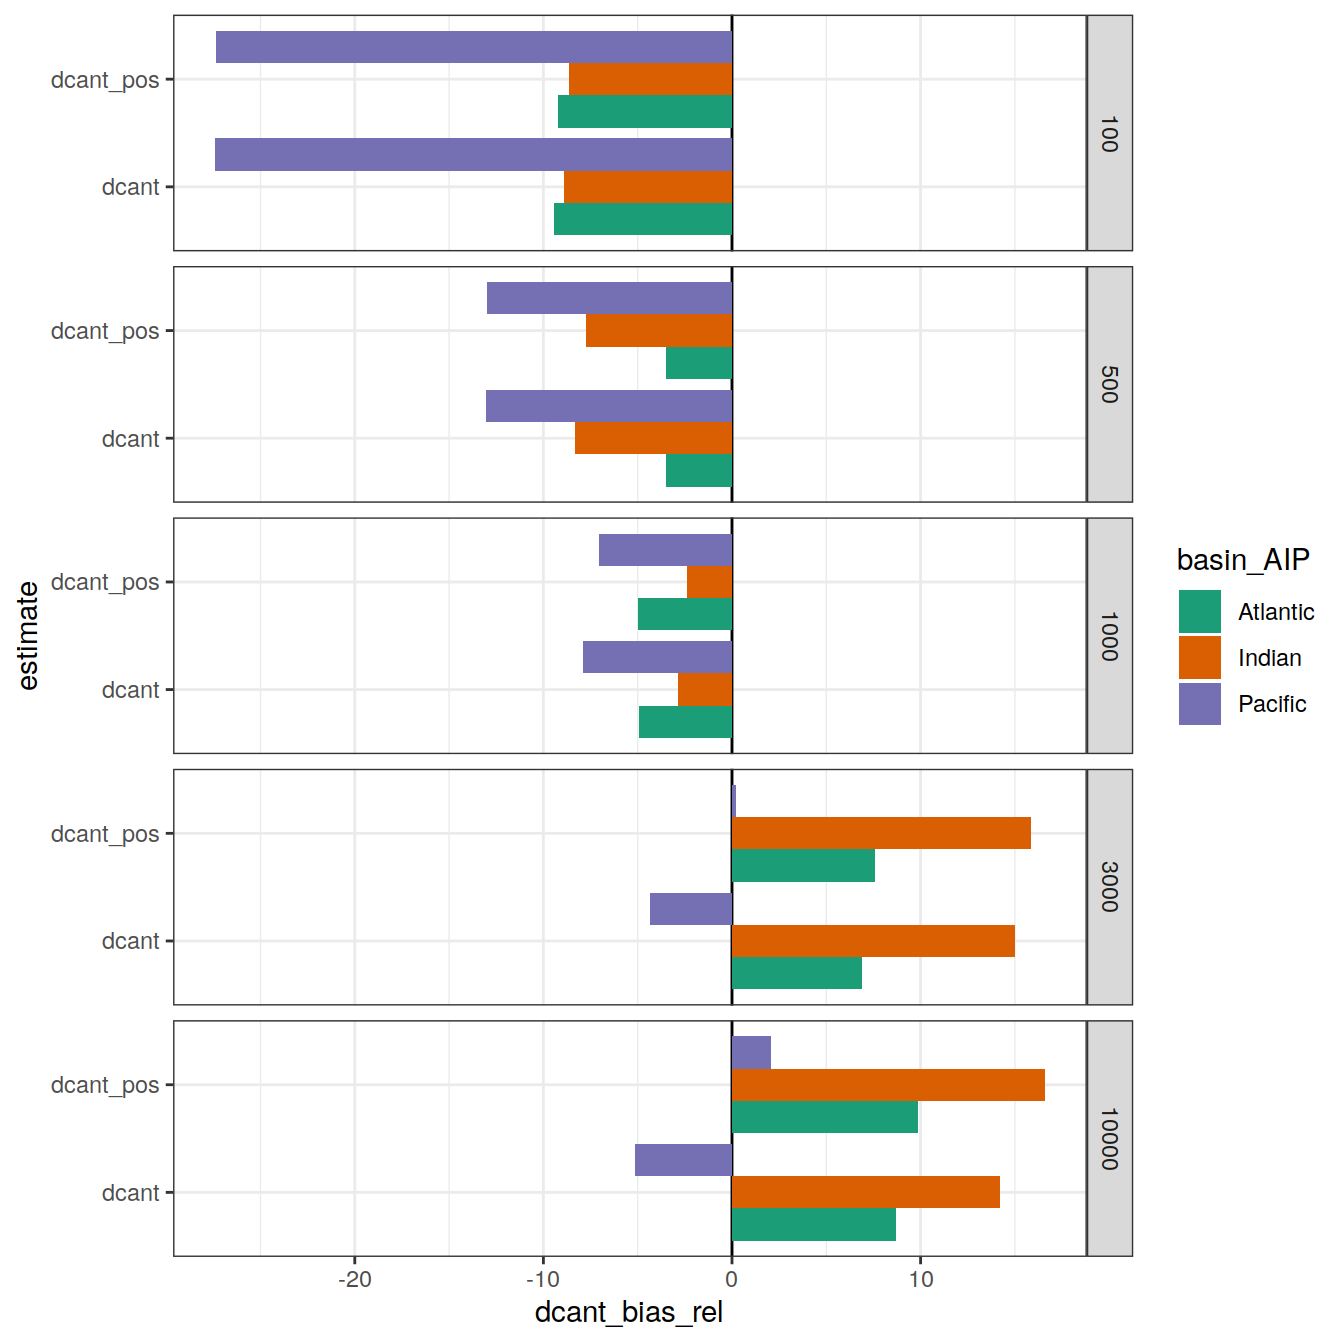 dcant_pos
dcant
100
dcant_pos
dcant
500
dcant_pos
dcant
1000
dcant_pos
dcant
3000
dcant_pos
dcant
10000
-20 -10 0 10
dcant_bias_rel
estimate
basin_AIP
Atlantic
Indian
Pacific